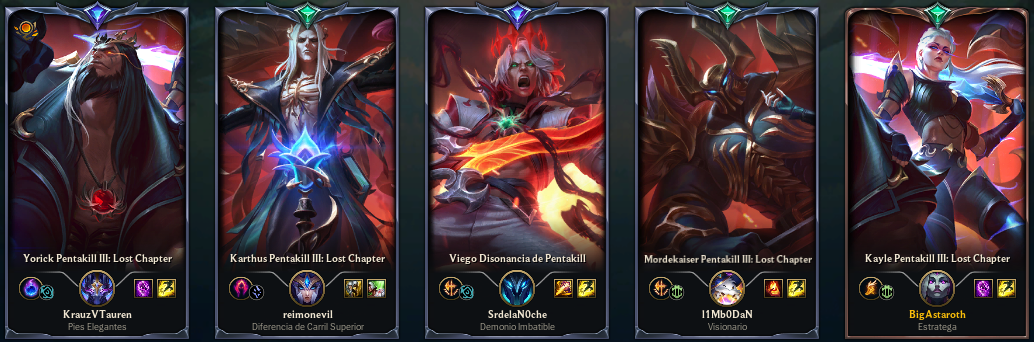 Yorick Pentakill III: Lost Chapter
KrauzVTauren
Pies Elegantes
Karthus Pentakill III: Lost Chapter
reimonevil
Diferencia de Carril Superior
Viego Disonancia de Pentakill
SrdelaN0che
Demonio Imbatible
Mordekaiser Pentakill III: Lost Chapter
l1Mb0DaN
Visionario
Kayle Pentakill III: Lost Chapter
BigAstaroth
Estratega